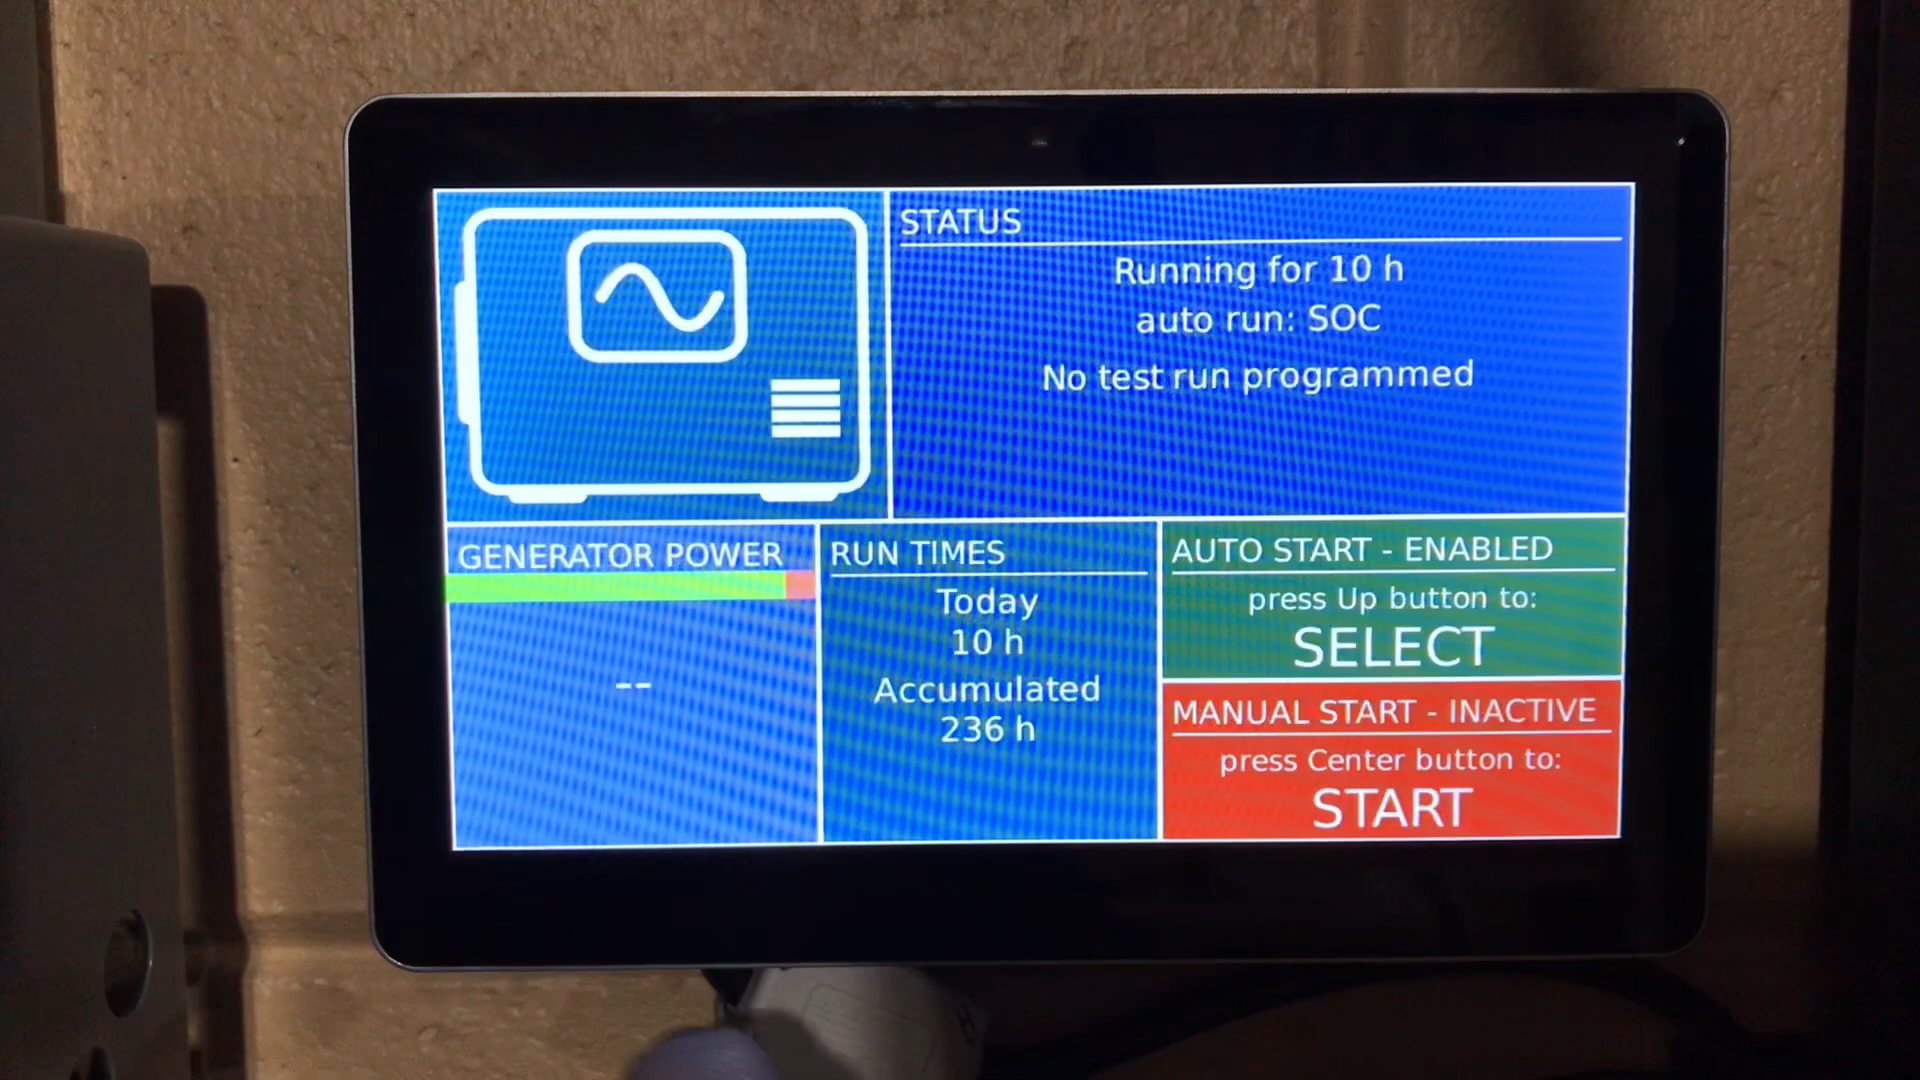 STATUS
Running for 10 h
auto run: SOC
No test run programmed
GENERATOR POWER
--
RUN TIMES
Today
10 h
Accumulated
236 h
AUTO START - ENABLED
press Up button to:
SELECT
MANUAL START - INACTIVE
press Center button to:
START